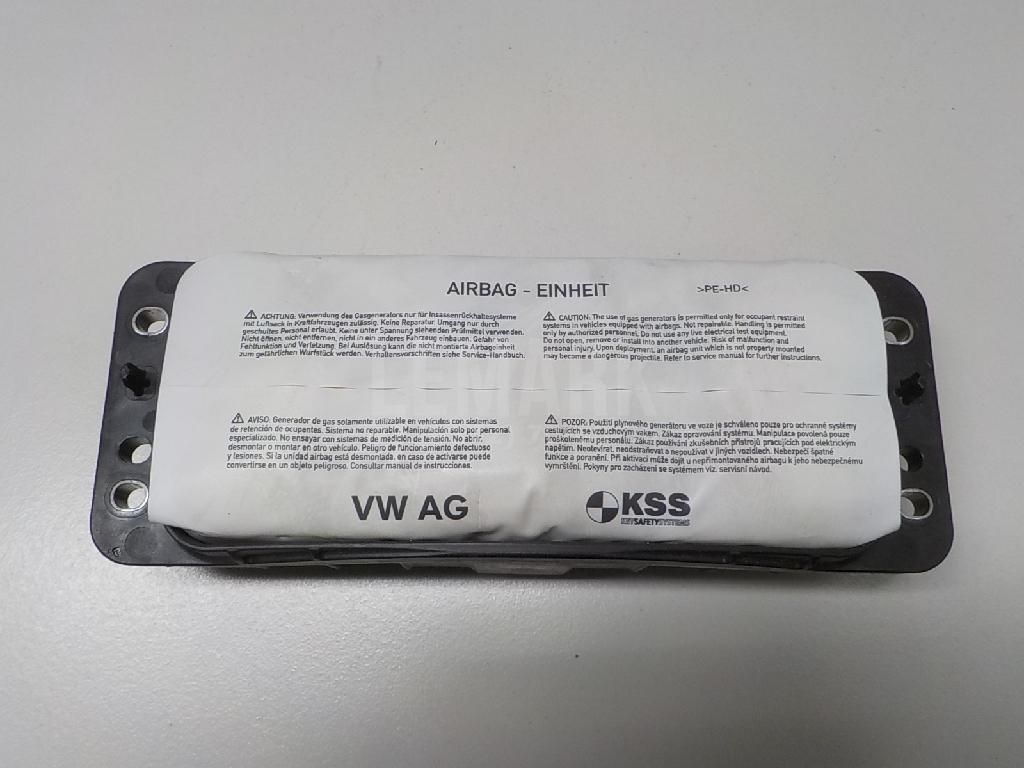 AIRBAG - EINHEIT
>PE-HD<
ACHTUNG: Verwendung des Gasgenerators nur für Insassenrückhaltesysteme
mit Luftsack in Kraftfahrzeugen zulässig. Keine Reparatur. Umgang nur durch
geschultes Personal erlaubt. Keine unter Spannung stehenden Prüfmittel verwenden.
Nicht öffnen, nicht entfernen, nicht in ein anderes Fahrzeug einbauen. Gefahr von
Fehlfunktion und Verletzung. Bei Auslösung kann die nicht montierte Airbageinheit
zum gefährlichen Wurfstück werden. Verhaltensvorschriften siehe Service-Handbuch.
CAUTION: The use of gas generators is permitted only for occupant restraint
systems in vehicles equipped with airbags. Not repairable. Handling is permitted
only by authorized personnel. Do not use any live electrical test equipment.
Do not open, remove or install into another vehicle. Risk of malfunction and
personal injury. Upon deployment, an airbag unit which is not properly mounted
may become a dangerous projectile. Refer to service manual for further instructions.
LEMARK
AVISO: Generador de gas solamente utilizable en vehículos con sistemas
de retención de ocupantes. Sistema no reparable. Manipulación solo por personal
especializado. No ensayar con sistemas de medición de tensión. No abrir,
desmontar o montar en otro vehículo. Peligro de funcionamiento defectuoso
y lesiones. Si la unidad airbag está desmontada, en caso de activarse puede
convertirse en un objeto peligroso. Consultar manual de instrucciones.
POZOR: Použití plynového generátoru ve voze je schváleno pouze pro ochranné systémy
cestujících se vzduchovým vakem. Zákaz opravování systému. Manipulace povolená pouze
proškolenému personálu. Zákaz používání zkušebních přístrojů pracujících pod elektrickým
napětím. Neotevírat, neodstraňovat a nepoužívat v jiných vozidlech. Nebezpečí špatné
funkce a poranění. Při aktivaci může dojít u nepřimontovaného airbagu k jeho nebezpečnému
vymrštění. Pokyny pro zacházení se systémem viz. servisní návod.
VW AG
KSS
KEYSAFETYSYSTEMS